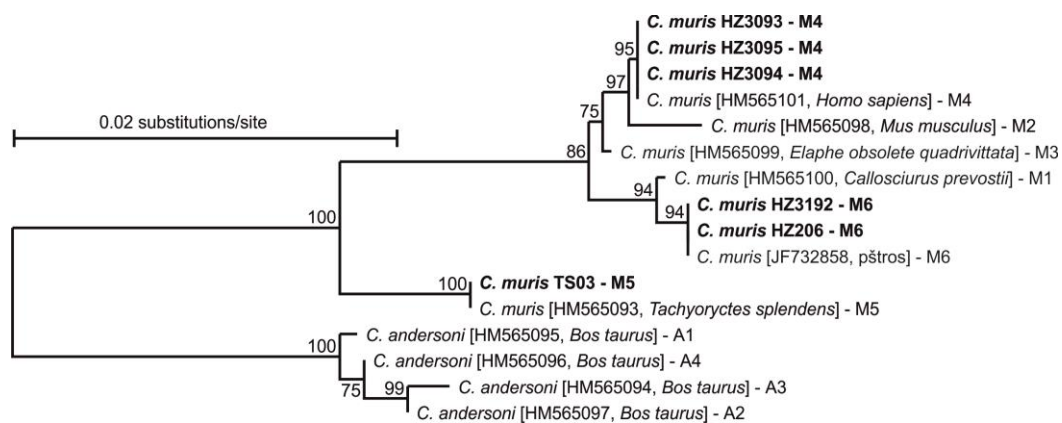 C. muris HZ3093 - M4
95
C. muris HZ3095 - M4
C. muris HZ3094 - M4
97
C. muris [HM565101, Homo sapiens] - M4
75
0.02 substitutions/site
C. muris [HM565098, Mus musculus] - M2
86
C. muris [HM565099, Elaphe obsolete quadrivittata] - M3
C. muris [HM565100, Callosciurus prevostii] - M1
94
C. muris HZ3192 - M6
94
100
C. muris HZ206 - M6
C. muris [JF732858, pštros] - M6
100
C. muris TS03 - M5
C. muris [HM565093, Tachyoryctes splendens] - M5
C. andersoni [HM565095, Bos taurus] - A1
100
C. andersoni [HM565096, Bos taurus] - A4
75
99
C. andersoni [HM565094, Bos taurus] - A3
C. andersoni [HM565097, Bos taurus] - A2